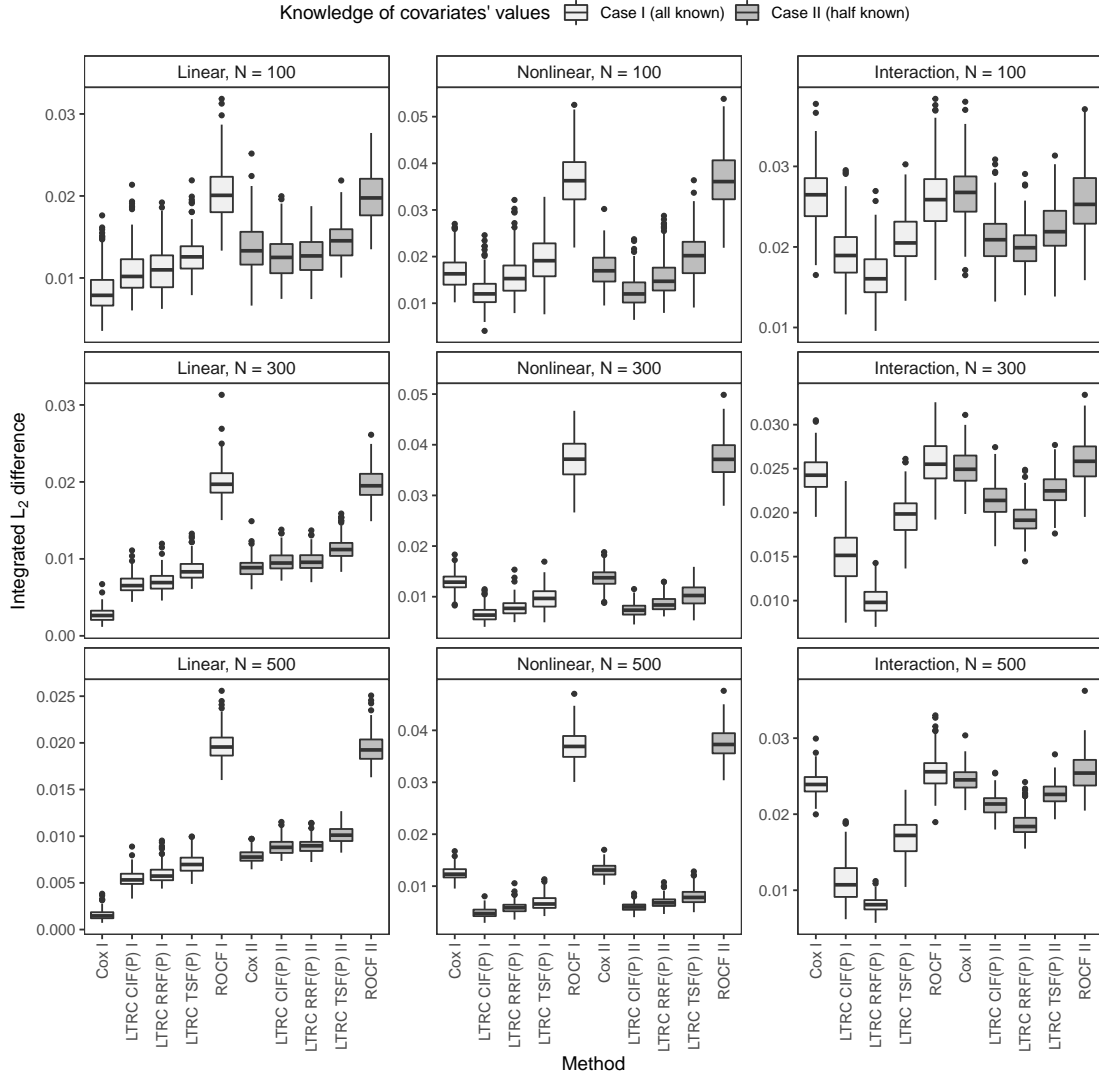 Knowledge of covariates' values Case I (all known) Case II (half known)
Linear, N = 100 Nonlinear, N = 100 Interaction, N = 100
0.03
0.02
0.01
0.05
0.04
0.03
0.02
0.01
0.03
0.02
0.01
Linear, N = 300 Nonlinear, N = 300 Interaction, N = 300
0.03
0.02
0.01
0.00
0.05
0.04
0.03
0.02
0.01
0.030
0.025
0.020
0.015
0.010
Linear, N = 500 Nonlinear, N = 500 Interaction, N = 500
0.025
0.020
0.015
0.010
0.005
0.000
0.04
0.03
0.02
0.01
0.03
0.02
0.01
Integrated L₂ difference
Cox I
LTRC CIF(P) I
LTRC RRF(P) I
LTRC TSF(P) I
ROCF I
Cox II
LTRC CIF(P) II
LTRC RRF(P) II
LTRC TSF(P) II
ROCF II
Cox I
LTRC CIF(P) I
LTRC RRF(P) I
LTRC TSF(P) I
ROCF I
Cox II
LTRC CIF(P) II
LTRC RRF(P) II
LTRC TSF(P) II
ROCF II
Cox I
LTRC CIF(P) I
LTRC RRF(P) I
LTRC TSF(P) I
ROCF I
Cox II
LTRC CIF(P) II
LTRC RRF(P) II
LTRC TSF(P) II
ROCF II
Method